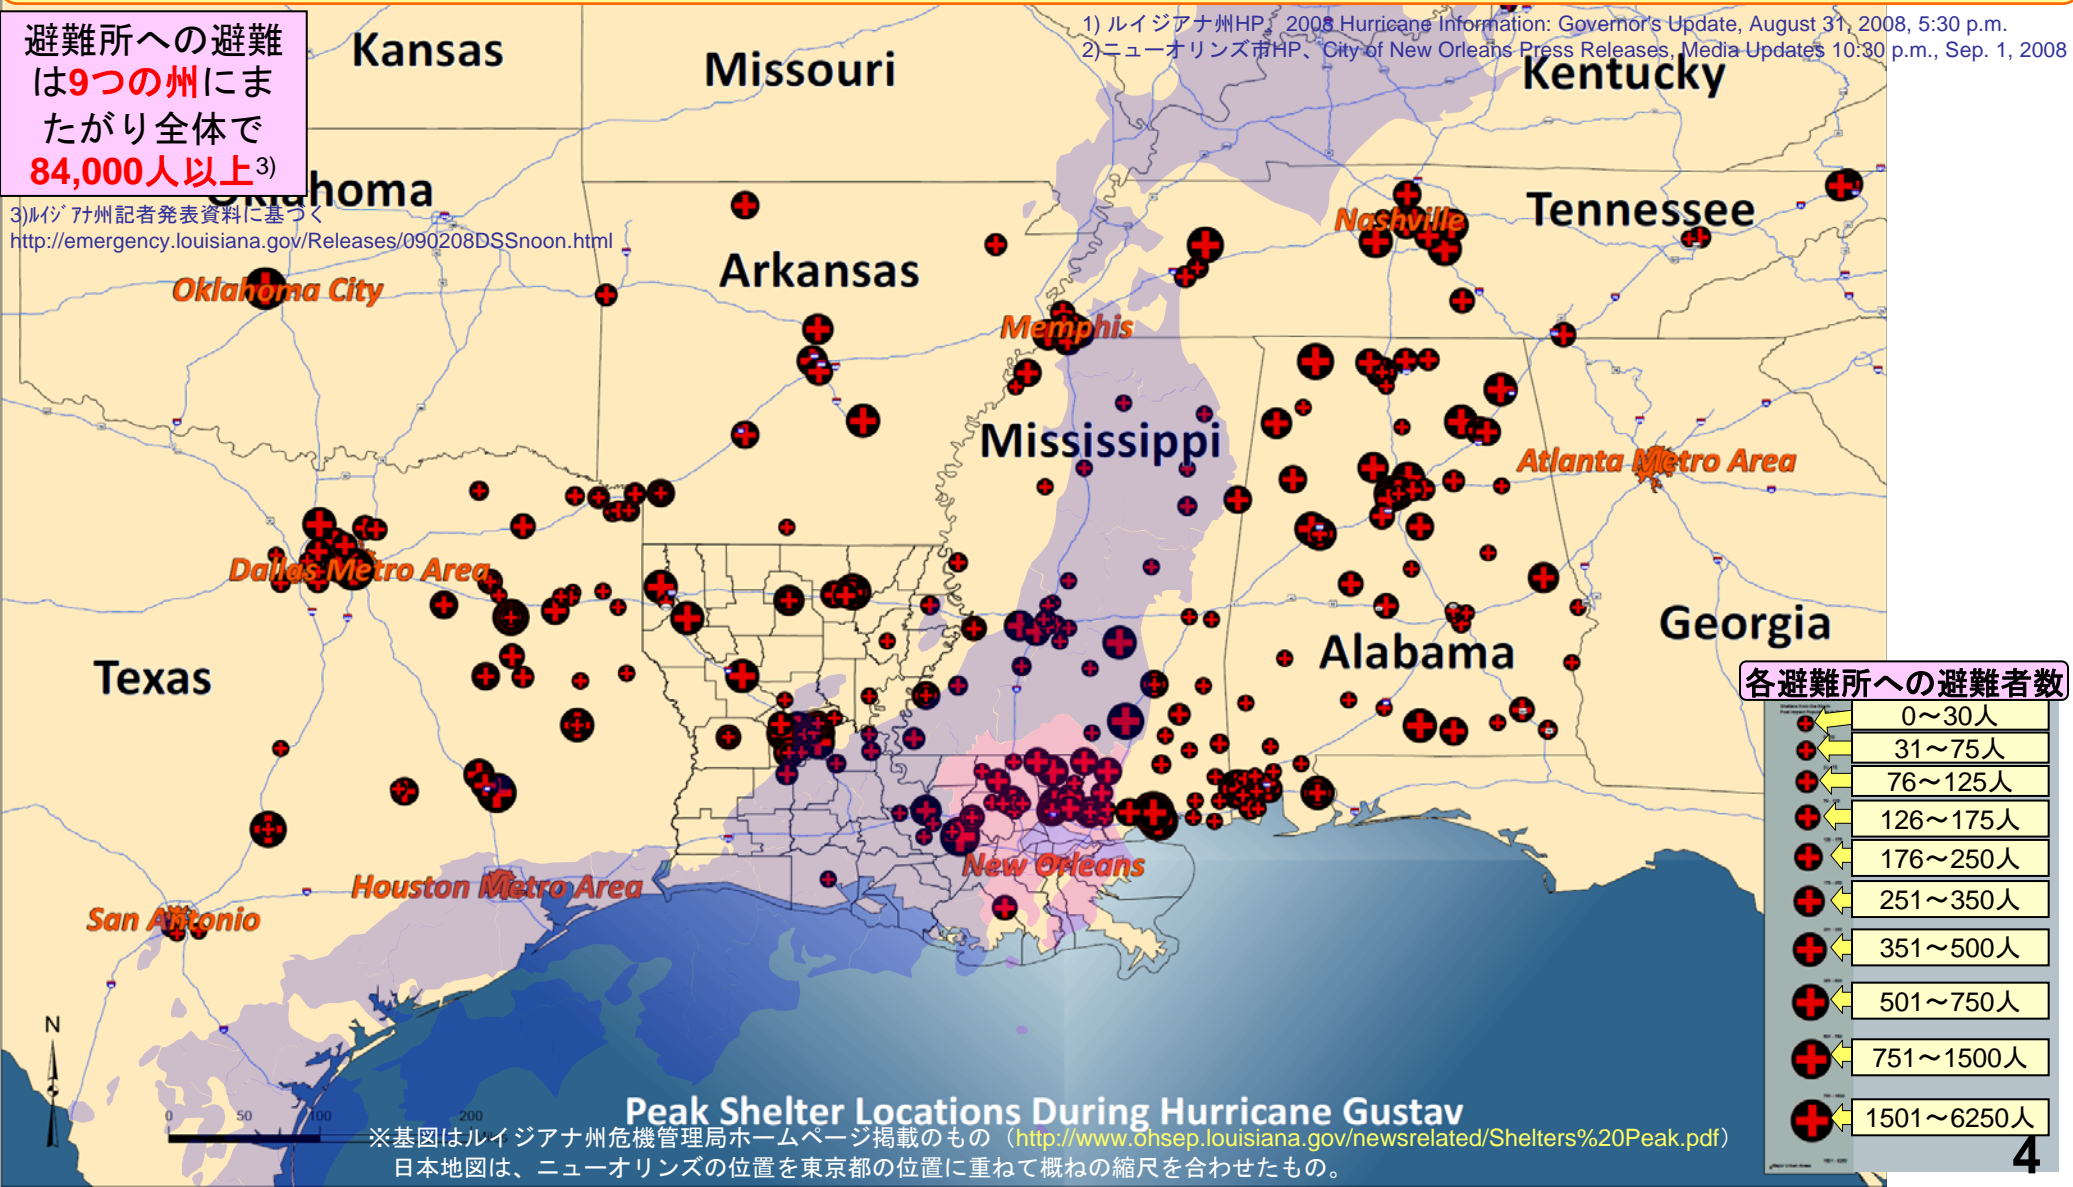 1) ルイジアナ州HP、2008 Hurricane Information: Governor's Update, August 31, 2008, 5:30 p.m.
2)ニューオリンズ市HP、City of New Orleans Press Releases, Media Updates 10:30 p.m., Sep. 1, 2008
避難所への避難
は9つの州にま
たがり全体で
84,000人以上3)
3)ﾙｲｼﾞｱﾅ州記者発表資料に基づく
http://emergency.louisiana.gov/Releases/090208DSSnoon.html
Kansas
Missouri
Kentucky
Oklahoma
Tennessee
Nashville
Arkansas
Oklahoma City
Memphis
Mississippi
Atlanta Metro Area
Dallas Metro Area
Georgia
Alabama
Texas
New Orleans
Houston Metro Area
San Antonio
各避難所への避難者数
0～30人
31～75人
76～125人
126～175人
176～250人
251～350人
351～500人
501～750人
751～1500人
1501～6250人
N
0 50 100 200
Peak Shelter Locations During Hurricane Gustav
※基図はルイジアナ州危機管理局ホームページ掲載のもの（http://www.ohsep.louisiana.gov/newsrelated/Shelters%20Peak.pdf）
日本地図は、ニューオリンズの位置を東京都の位置に重ねて概ねの縮尺を合わせたもの。
4